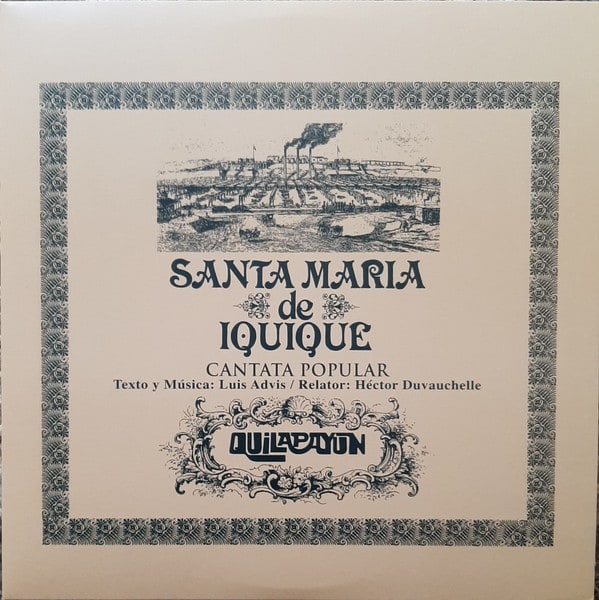 SANTA MARIA
de
IQUIQUE
CANTATA POPULAR
Texto y Música: Luis Advis / Relator: Héctor Duvauchelle
QUILAPAYUN